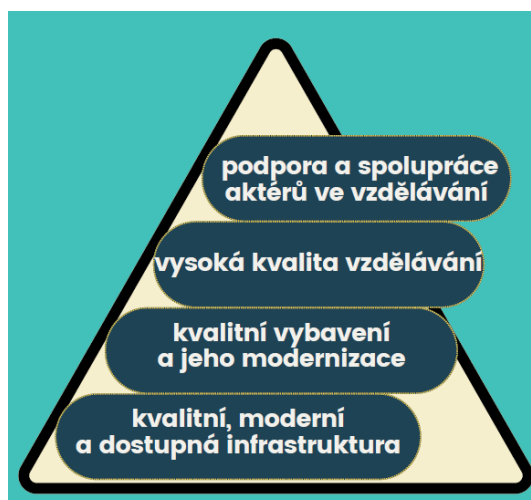 podpora a spolupráce
aktérů ve vzdělávání
vysoká kvalita vzdělávání
kvalitní vybavení
a jeho modernizace
kvalitní, moderní
a dostupná infrastruktura